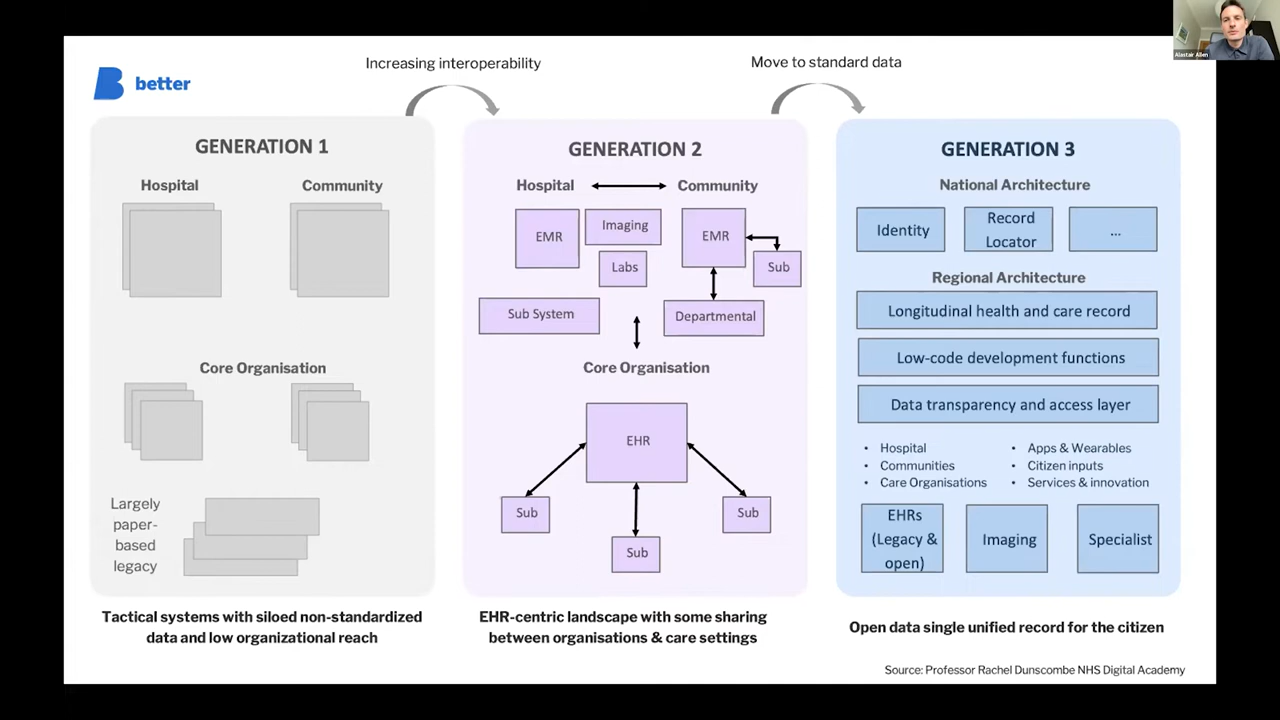 Alastair Allen
better
Increasing interoperability
Move to standard data
GENERATION 1
Hospital
Community
Core Organisation
Largely
paper-
based
legacy
Tactical systems with siloed non-standardized
data and low organizational reach
GENERATION 2
Hospital
Community
EMR
Imaging
Labs
EMR
Sub
Sub System
Departmental
Core Organisation
EHR
Sub
Sub
Sub
EHR-centric landscape with some sharing
between organisations & care settings
GENERATION 3
National Architecture
Identity
Record
Locator
...
Regional Architecture
Longitudinal health and care record
Low-code development functions
Data transparency and access layer
• Hospital
• Communities
• Care Organisations
• Apps & Wearables
• Citizen inputs
• Services & innovation
EHRs
(Legacy &
open)
Imaging
Specialist
Open data single unified record for the citizen
Source: Professor Rachel Dunscombe NHS Digital Academy